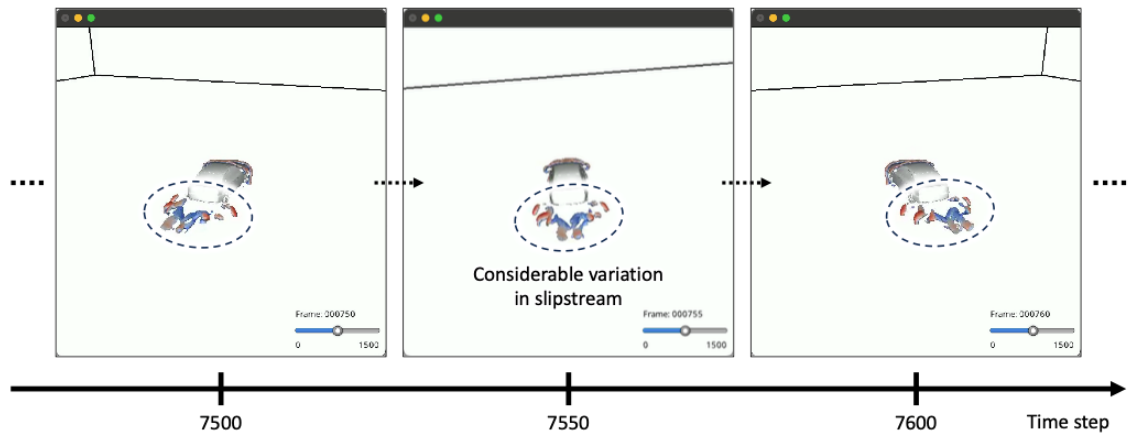 Considerable variation
in slipstream
Frame: 000750
0 1500
Frame: 000755
0 1500
Frame: 000760
0 1500
7500 7550 7600 Time step